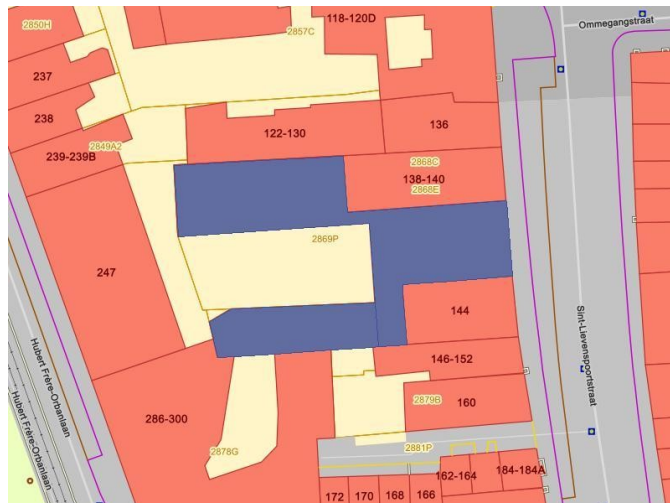 2850H
2857C
118-120D
Ommegangstraat
237
238
122-130
136
2849A2
239-239B
2868C
138-140
2868E
2869P
247
144
Hubert Frère-Orbanlaan
Sint-Lievenspoortstraat
146-152
286-300
2879B
160
Hubert Frère-Orbanlaan
2878G
2881P
162-164
184-184A
172
170
168
166